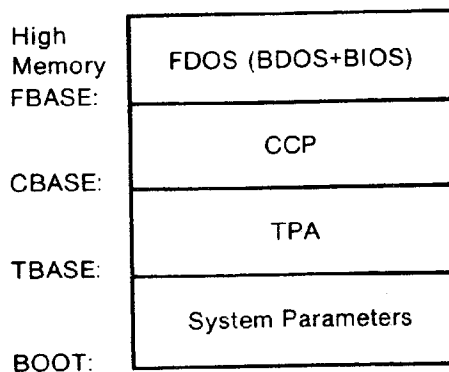 High
Memory
FBASE:
FDOS (BDOS+BIOS)
CCP
CBASE:
TPA
TBASE:
System Parameters
BOOT: